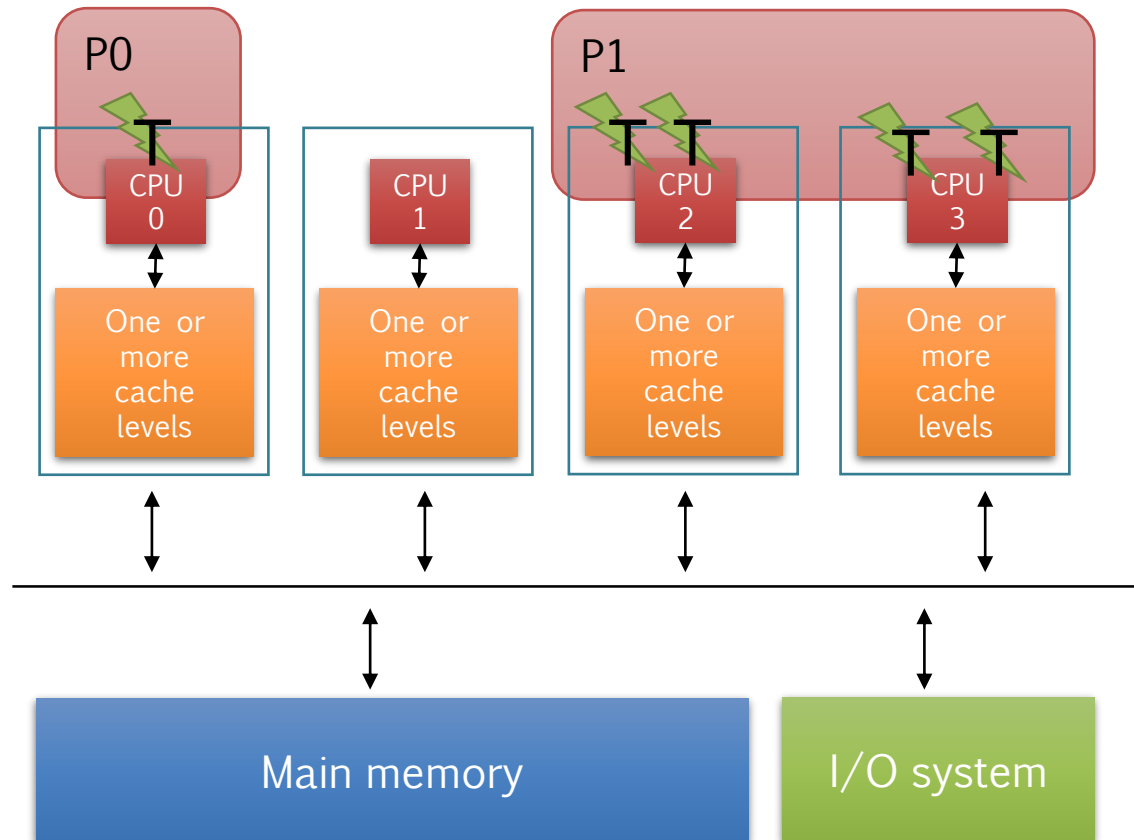 P0
P1
T
T
T
T
T
CPU
0
CPU
1
CPU
2
CPU
3
One or
more
cache
levels
One or
more
cache
levels
One or
more
cache
levels
One or
more
cache
levels
Main memory
I/O system